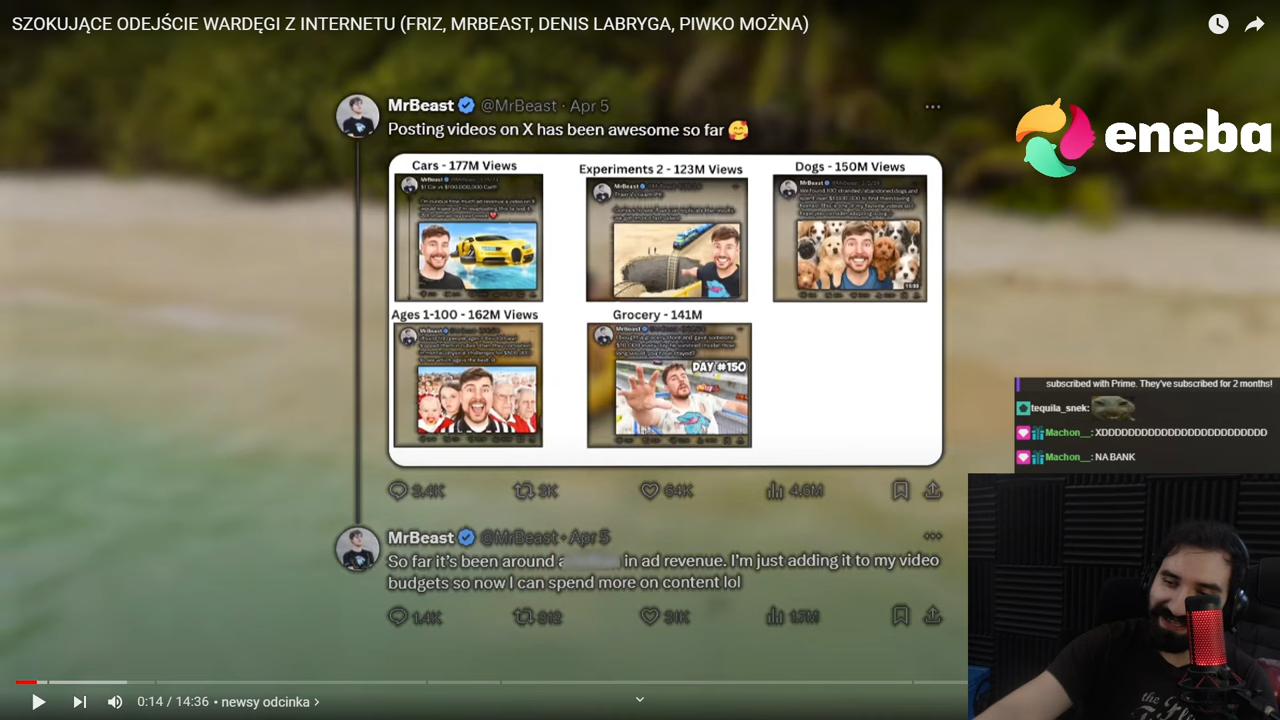 SZOKUJĄCE ODEJŚCIE WARDĘGI Z INTERNETU (FRIZ, MRBEAST, DENIS LABRYGA, PIWKO MOŻNA)
MrBeast @MrBeast · Apr 5
Posting videos on X has been awesome so far 🥰
Cars - 177M Views
Experiments 2 - 123M Views
Dogs - 150M Views
Ages 1-100 - 162M Views
Grocery - 141M
DAY #150
3.4K 3K 64K 4.6M
MrBeast @MrBeast · Apr 5
So far it's been around in ad revenue. I'm just adding it to my video
budgets so now I can spend more on content lol
1.4K 812 31K 1.7M
eneba
subscribed with Prime. They've subscribed for 2 months!
tequila_snek:
Machon__: XDDDDDDDDDDDDDDDDDDDDDDDDD
Machon__: NA BANK
the
0:14 / 14:36 • newsy odcinka